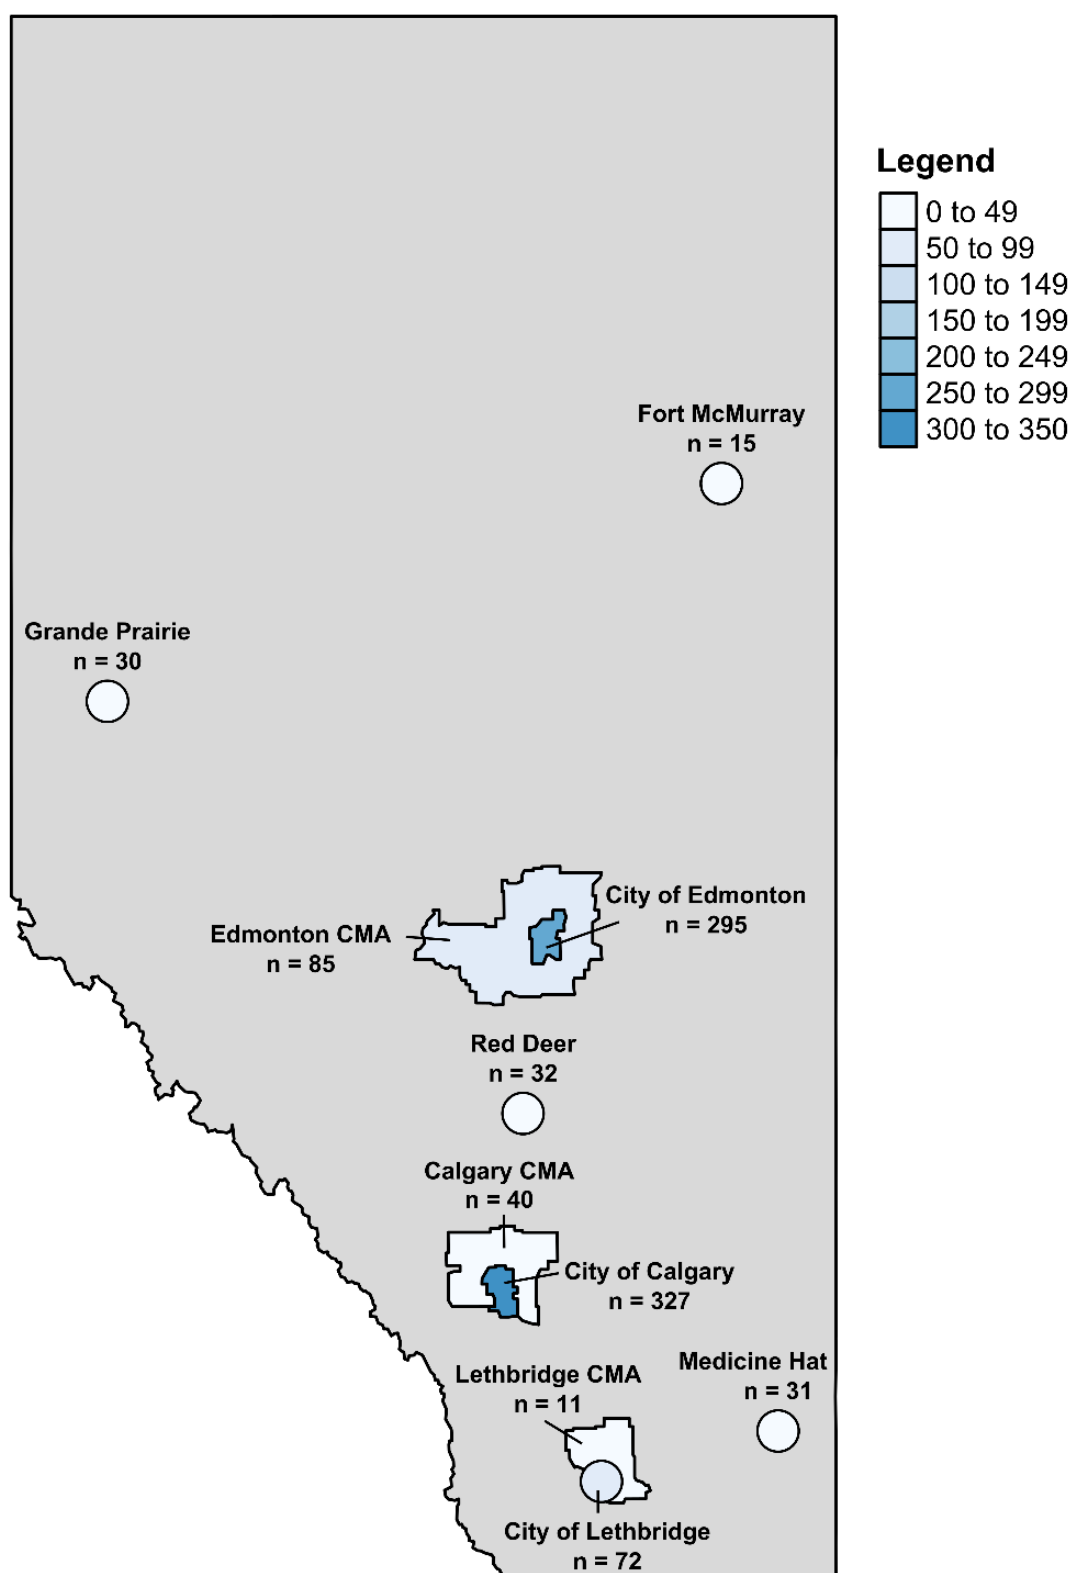 Legend
0 to 49
50 to 99
100 to 149
150 to 199
200 to 249
250 to 299
300 to 350
Fort McMurray
n = 15
Grande Prairie
n = 30
City of Edmonton
n = 295
Edmonton CMA
n = 85
Red Deer
n = 32
Calgary CMA
n = 40
City of Calgary
n = 327
Medicine Hat
n = 31
Lethbridge CMA
n = 11
City of Lethbridge
n = 72